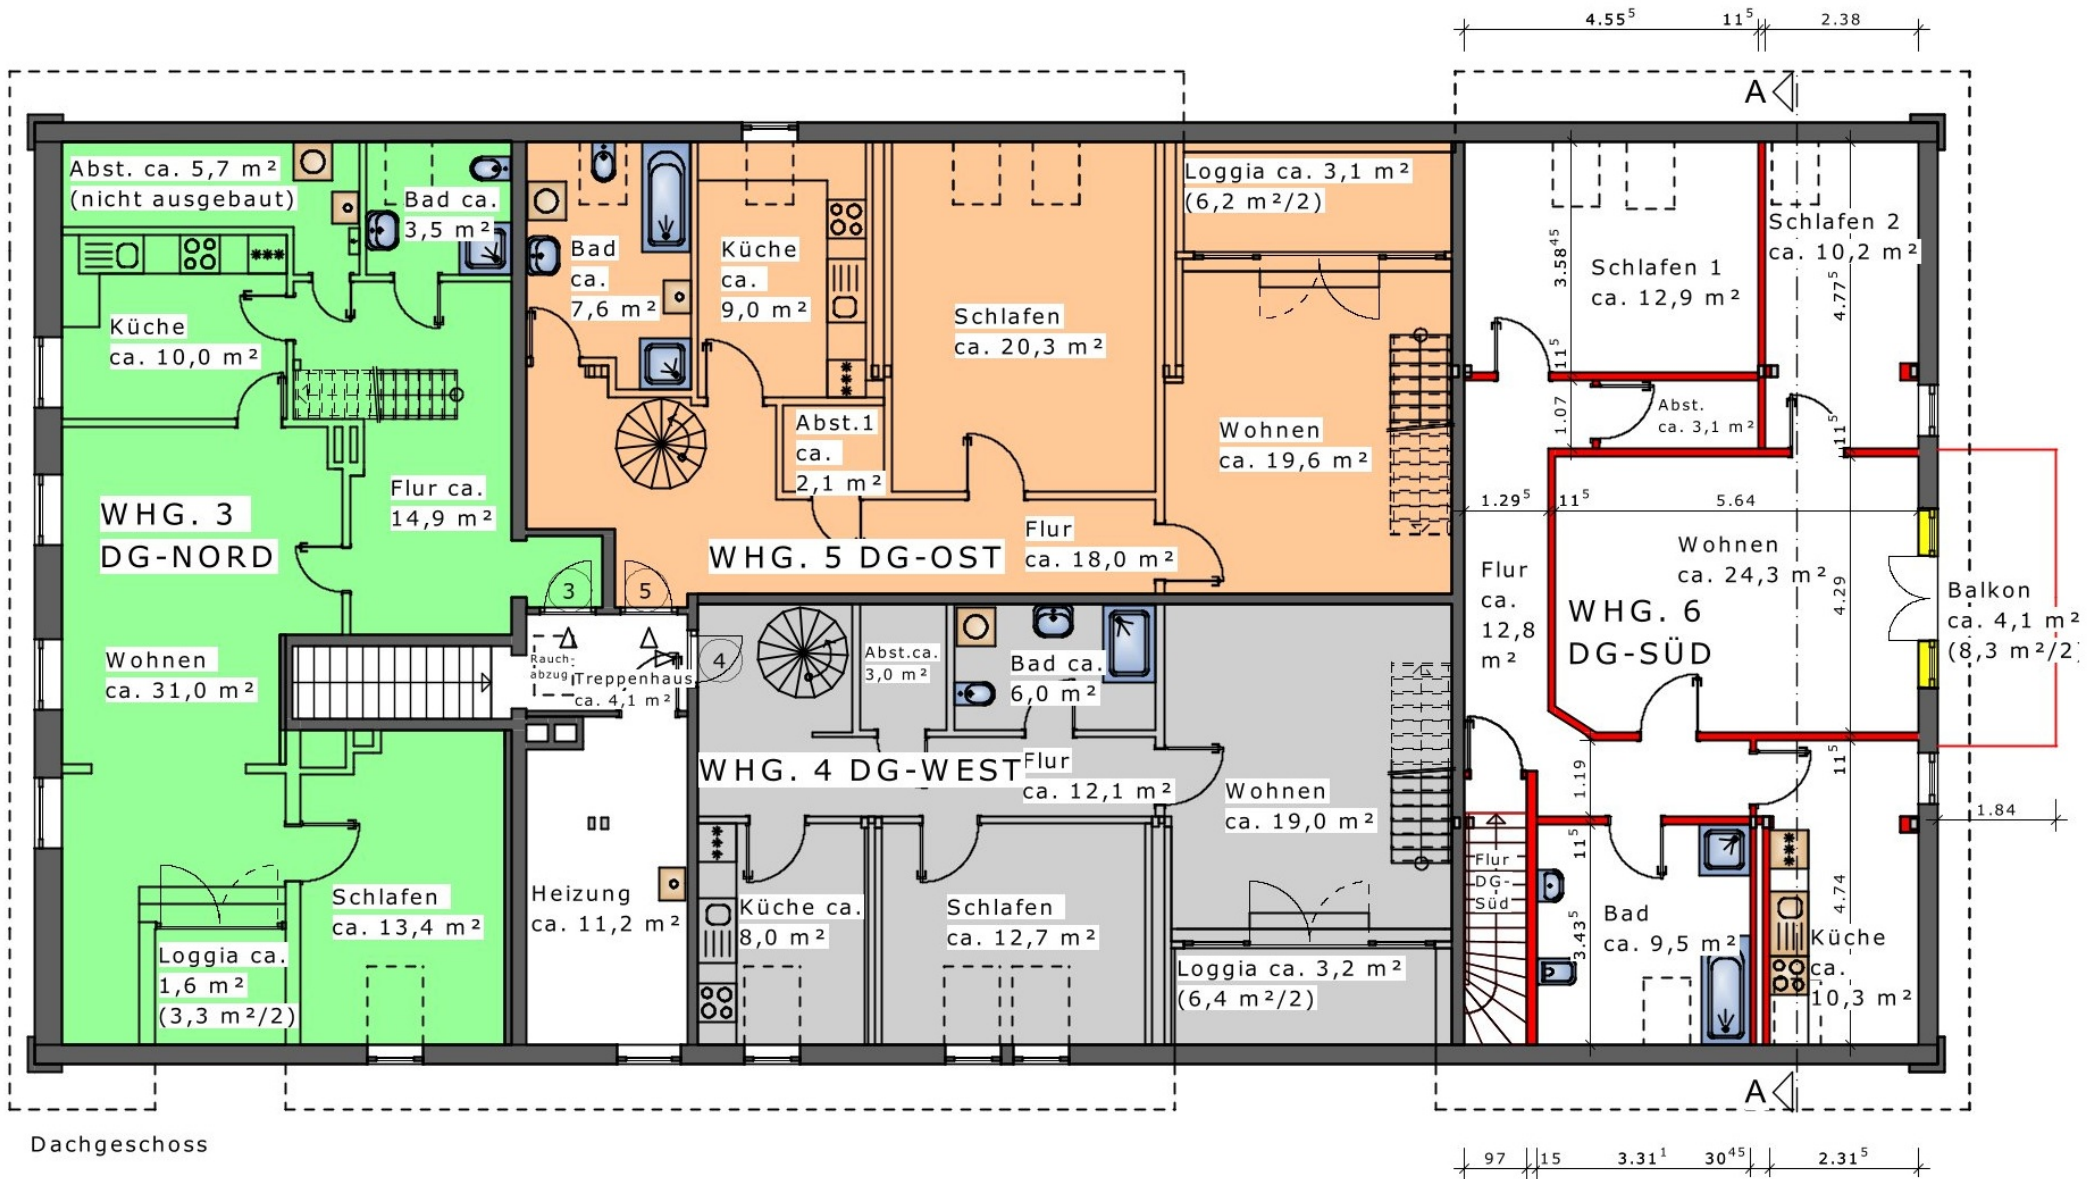 4.55⁵ 11⁵ 2.38
A
Abst. ca. 5,7 m²
(nicht ausgebaut)
Bad ca.
3,5 m²
Küche
ca. 10,0 m²
WHG. 3
DG-NORD
Flur ca.
14,9 m²
Wohnen
ca. 31,0 m²
Schlafen
ca. 13,4 m²
Loggia ca.
1,6 m²
(3,3 m²/2)
Bad
ca.
7,6 m²
Küche
ca.
9,0 m²
Schlafen
ca. 20,3 m²
Loggia ca. 3,1 m²
(6,2 m²/2)
Abst.1
ca.
2,1 m²
Wohnen
ca. 19,6 m²
WHG. 5 DG-OST
Flur
ca. 18,0 m²
3
5
4
Rauch-
abzug
Treppenhaus
ca. 4,1 m²
Heizung
ca. 11,2 m²
Abst.ca.
3,0 m²
Bad ca.
6,0 m²
WHG. 4 DG-WEST
Flur
ca. 12,1 m²
Wohnen
ca. 19,0 m²
Küche ca.
8,0 m²
Schlafen
ca. 12,7 m²
Loggia ca. 3,2 m²
(6,4 m²/2)
Schlafen 1
ca. 12,9 m²
Schlafen 2
ca. 10,2 m²
3.58⁴⁵
4.77⁵
11⁵
1.07
Abst.
ca. 3,1 m²
11⁵
1.29⁵ 11⁵ 5.64
Wohnen
ca. 24,3 m²
4.29
Flur
ca.
12,8
m²
WHG. 6
DG-SÜD
Balkon
ca. 4,1 m²
(8,3 m²/2)
1.19
11⁵
1.84
11⁵
Flur
DG-
Süd
3.43⁵
4.74
Bad
ca. 9,5 m²
Küche
ca.
10,3 m²
A
Dachgeschoss
97 15 3.31¹ 30⁴⁵ 2.31⁵